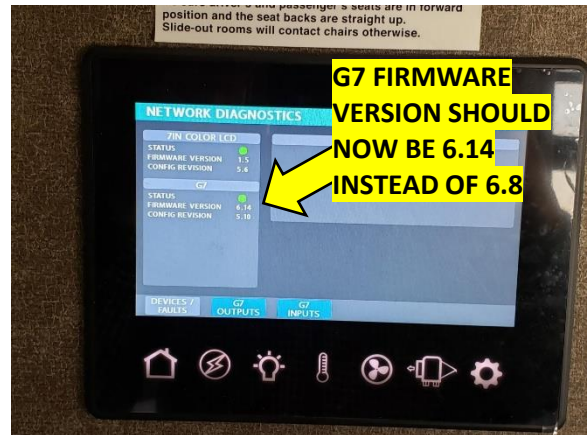 position and the seat backs are straight up.
Slide-out rooms will contact chairs otherwise.
G7 FIRMWARE
VERSION SHOULD
NOW BE 6.14
INSTEAD OF 6.8
NETWORK DIAGNOSTICS
7IN COLOR LCD
STATUS
FIRMWARE VERSION 1.5
CONFIG REVISION 5.6
G7
STATUS
FIRMWARE VERSION 6.14
CONFIG REVISION 5.10
DEVICES / FAULTS
G7 OUTPUTS
G7 INPUTS